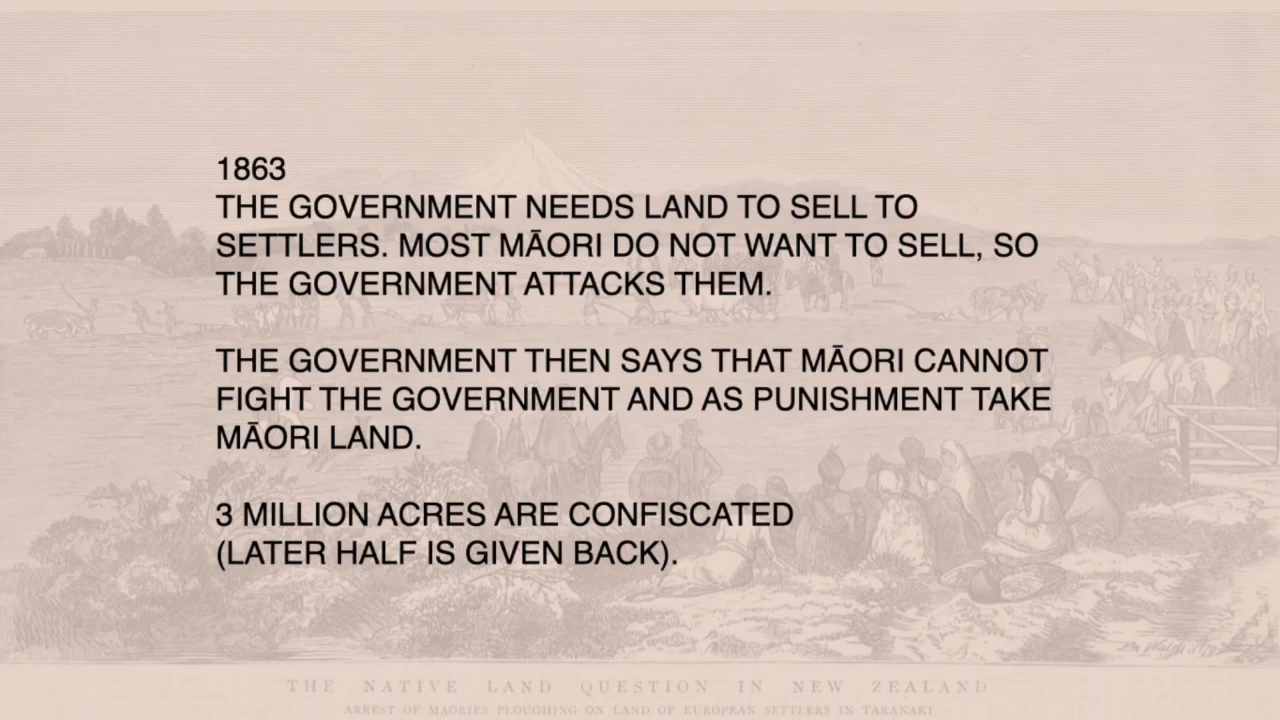 1863
THE GOVERNMENT NEEDS LAND TO SELL TO
SETTLERS. MOST MĀORI DO NOT WANT TO SELL, SO
THE GOVERNMENT ATTACKS THEM.
THE GOVERNMENT THEN SAYS THAT MĀORI CANNOT
FIGHT THE GOVERNMENT AND AS PUNISHMENT TAKE
MĀORI LAND.
3 MILLION ACRES ARE CONFISCATED
(LATER HALF IS GIVEN BACK).
THE NATIVE LAND QUESTION IN NEW ZEALAND
ARREST OF MAORIES PLOUGHING ON LAND OF EUROPEAN SETTLERS IN TARANAKI